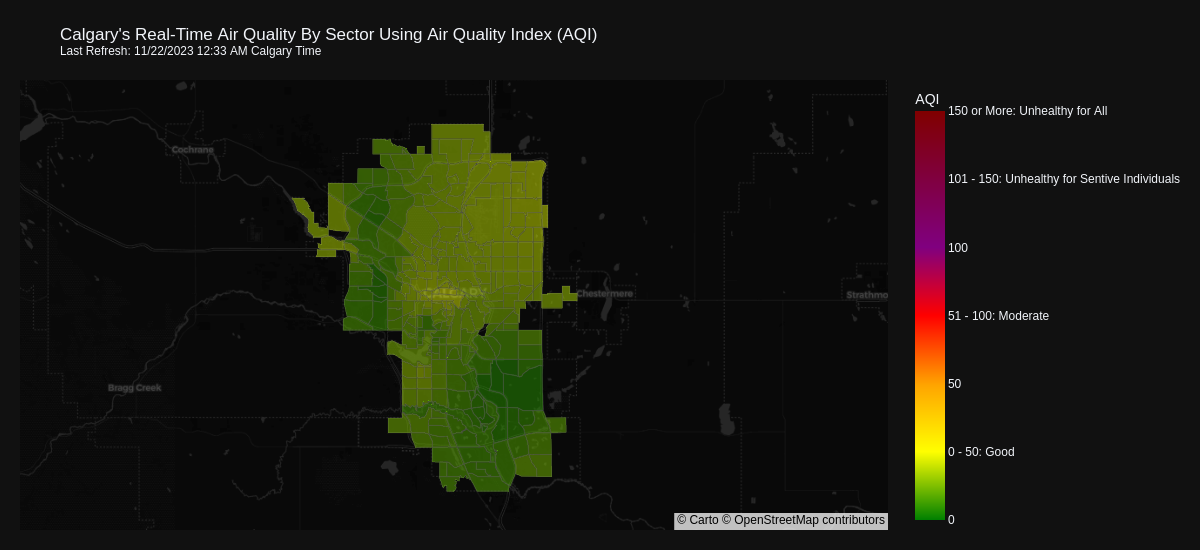 Calgary's Real-Time Air Quality By Sector Using Air Quality Index (AQI)
Last Refresh: 11/22/2023 12:33 AM Calgary Time
AQI
150 or More: Unhealthy for All
101 - 150: Unhealthy for Sentive Individuals
100
51 - 100: Moderate
50
0 - 50: Good
0
Cochrane
CALGARY
Chestermere
Strathmo
Bragg Creek
© Carto © OpenStreetMap contributors